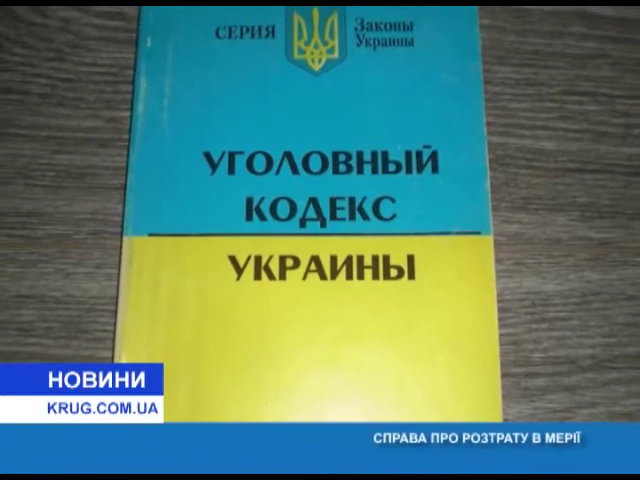 СЕРИЯ
Законы
Украины
УГОЛОВНЫЙ
КОДЕКС
УКРАИНЫ
НОВИНИ
KRUG.COM.UA
СПРАВА ПРО РОЗТРАТУ В МЕРІЇ